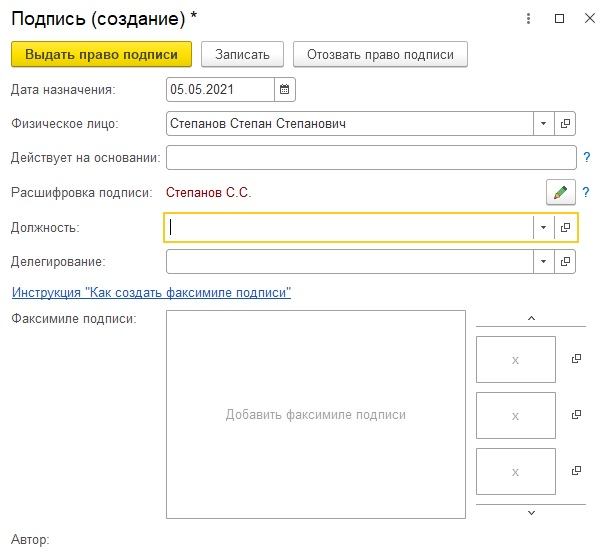 Подпись (создание) *
Выдать право подписи Записать Отозвать право подписи
Дата назначения: 05.05.2021
Физическое лицо: Степанов Степан Степанович
Действует на основании: ?
Расшифровка подписи: Степанов С.С. ?
Должность:
Делегирование:
Инструкция "Как создать факсимиле подписи"
Факсимиле подписи:
x
Добавить факсимиле подписи
x
x
Автор: